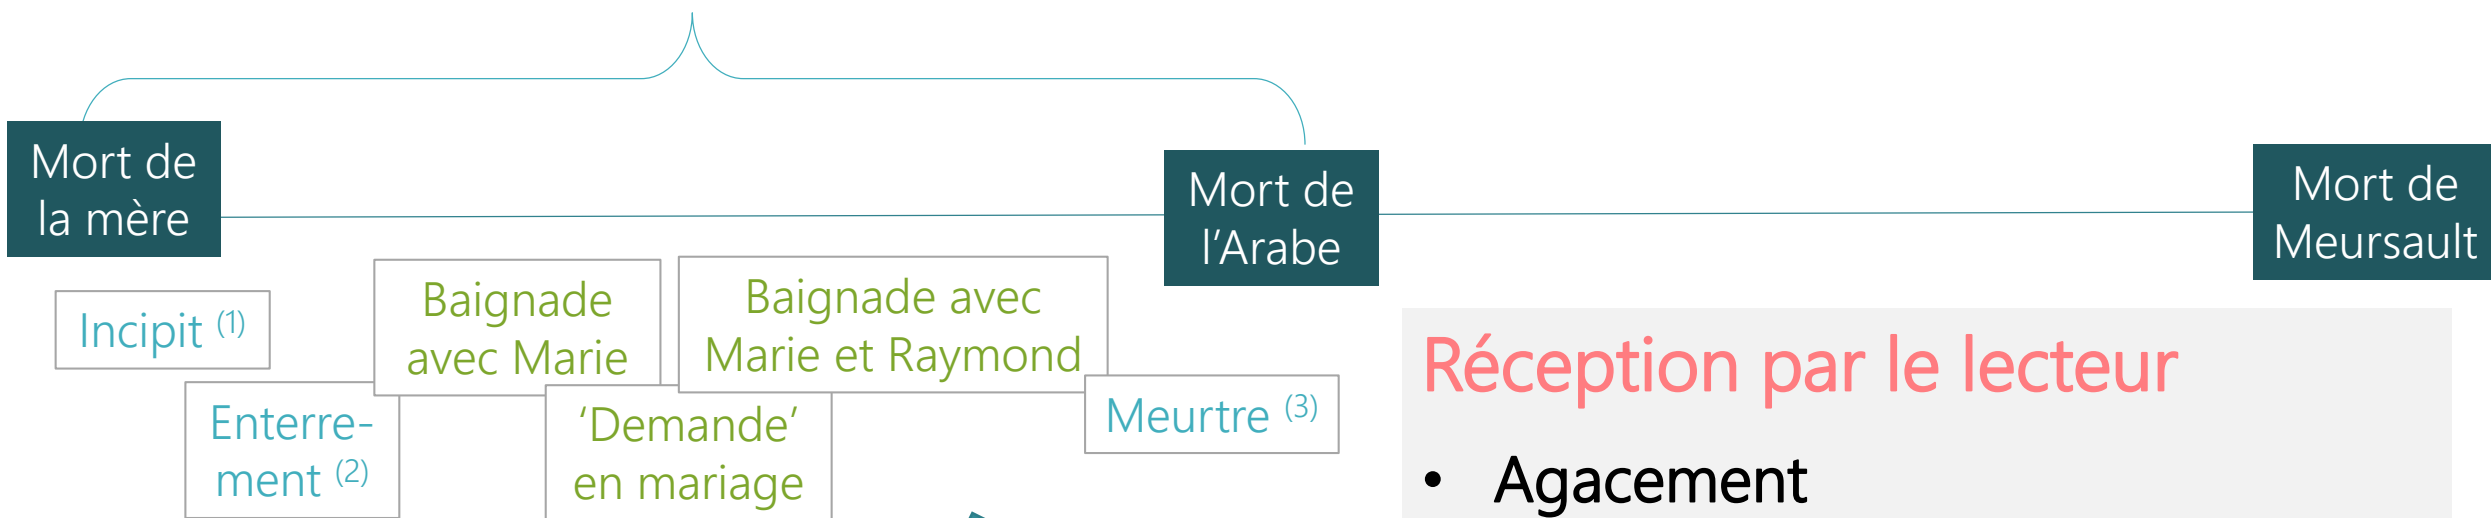 Mort de
la mère
Mort de
l’Arabe
Mort de
Meursault
Incipit (1)
Enterre-
ment (2)
Baignade
avec Marie
‘Demande’
en mariage
Baignade avec
Marie et Raymond
Meurtre (3)
Réception par le lecteur
• Agacement